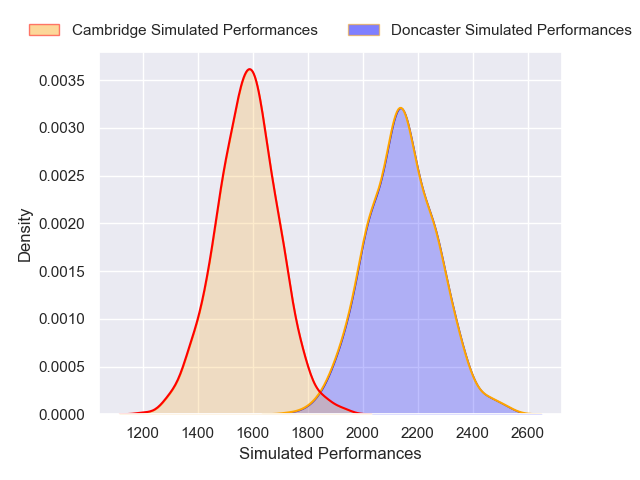 Cambridge Simulated Performances
Doncaster Simulated Performances
0.0035
0.0030
0.0025
0.0020
0.0015
0.0010
0.0005
0.0000
Density
1200 1400 1600 1800 2000 2200 2400 2600
Simulated Performances